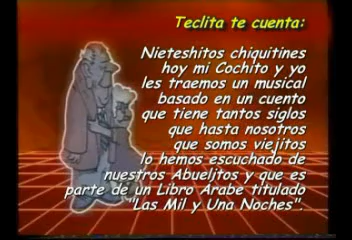 Teclita te cuenta:
Nieteshitos chiquitines
hoy mi Cochito y yo
les traemos un musical
basado en un cuento
que tiene tantos siglos
que hasta nosotros
que somos viejitos
lo hemos escuchado de
nuestros Abueljtos y que es
parte de un Libro Arabe titulado
"Las Mil y Una Noches".